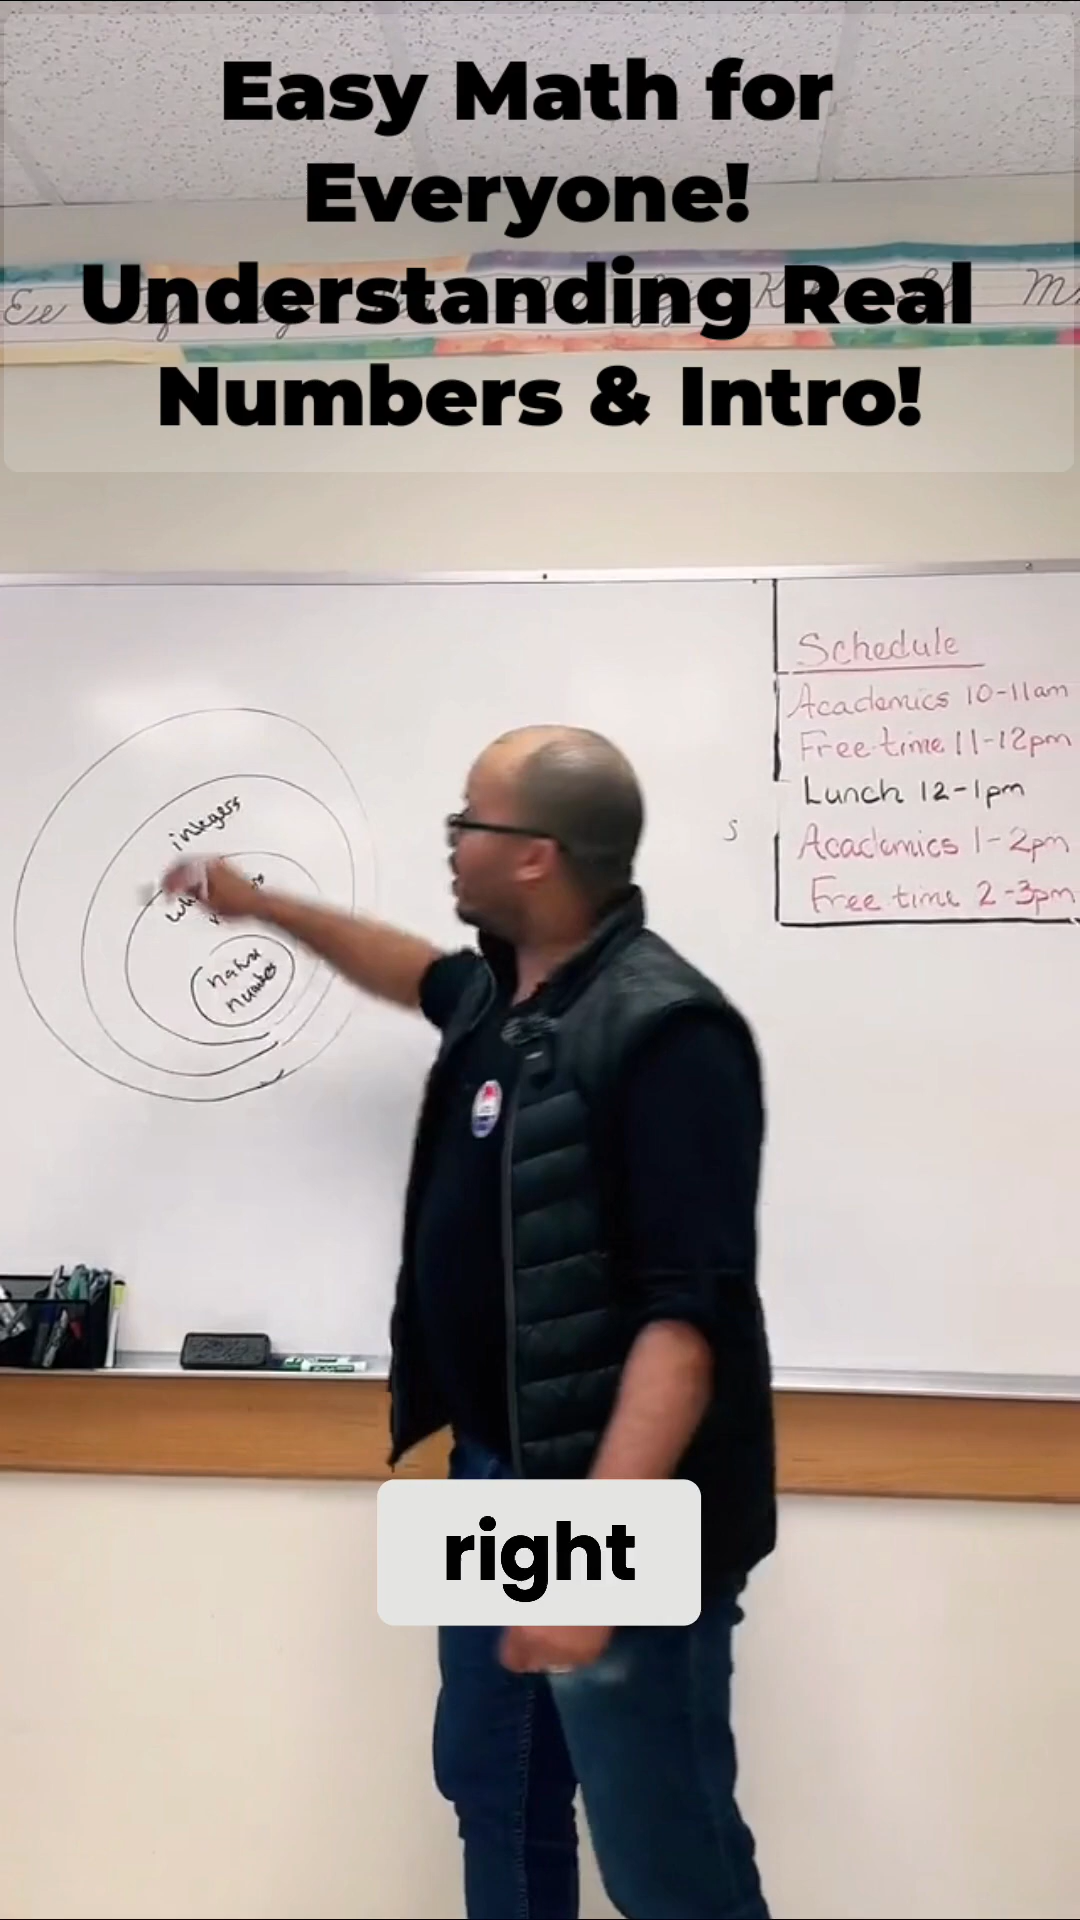 Easy Math for
Everyone!
Understanding Real
Numbers & Intro!
Ee
Schedule
Academics 10-11am
Free time 11-12pm
Lunch 12-1pm
Academics 1-2pm
Free time 2-3pm
S
integers
natural
number
right